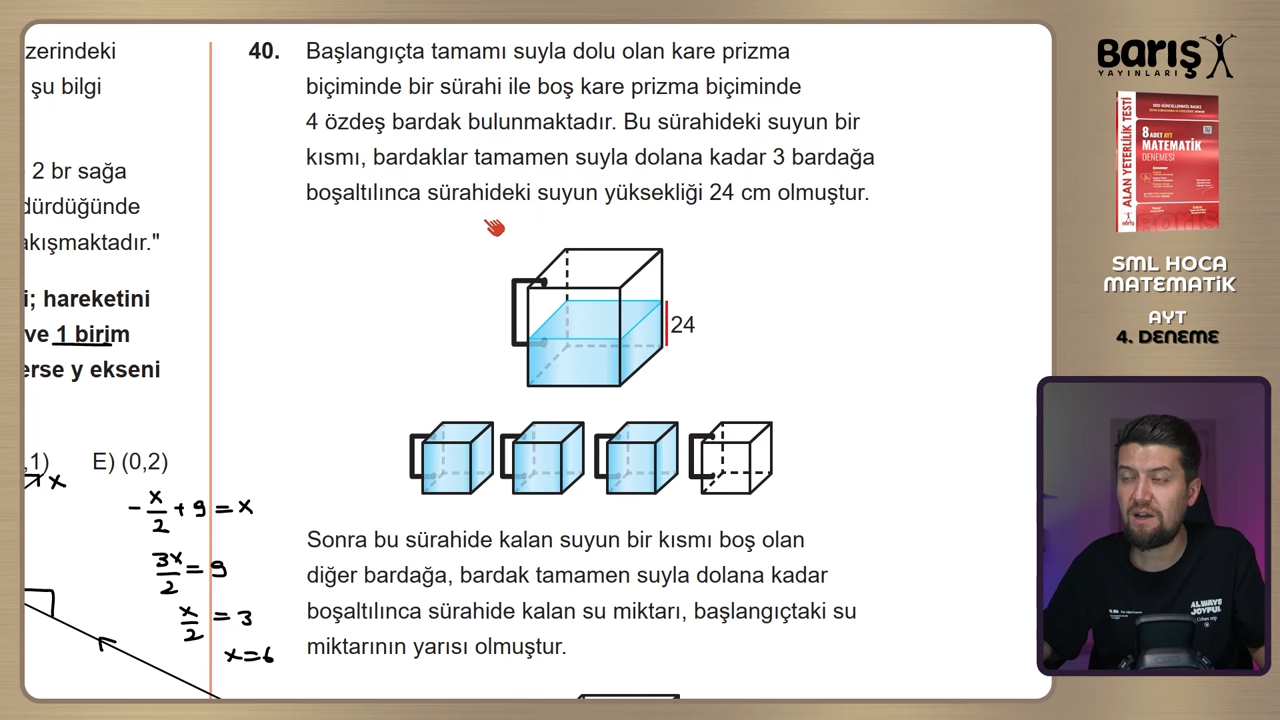 zerindeki
şu bilgi
2 br sağa
dürdüğünde
akışmaktadır."
i; hareketini
ve 1 birim
erse y ekseni
,1) E) (0,2)
x
- x/2 + 9 = x
3x/2 = 9
x/2 = 3
x=6
40. Başlangıçta tamamı suyla dolu olan kare prizma
biçiminde bir sürahi ile boş kare prizma biçiminde
4 özdeş bardak bulunmaktadır. Bu sürahideki suyun bir
kısmı, bardaklar tamamen suyla dolana kadar 3 bardağa
boşaltılınca sürahideki suyun yüksekliği 24 cm olmuştur.
24
Sonra bu sürahide kalan suyun bir kısmı boş olan
diğer bardağa, bardak tamamen suyla dolana kadar
boşaltılınca sürahide kalan su miktarı, başlangıçtaki su
miktarının yarısı olmuştur.
Barış
YAYINLARI
ALAN YETERLİLİK TESTİ
8 ADET AYT
MATEMATİK
DENEMESİ
SML HOCA
MATEMATİK
AYT
4. DENEME
ALWAYS
JOYFUL